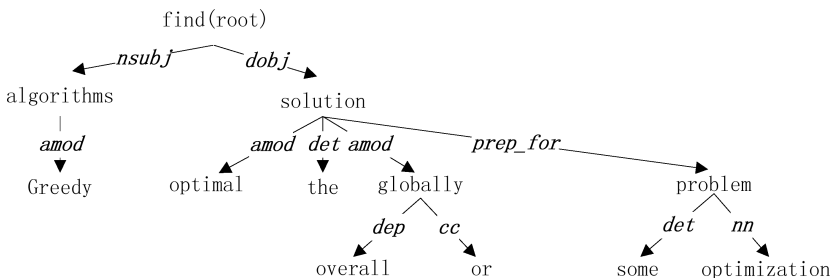 find(root)
nsubj dobj
algorithms solution
amod amod det amod prep_for
Greedy optimal the globally problem
dep cc det nn
overall or some optimization